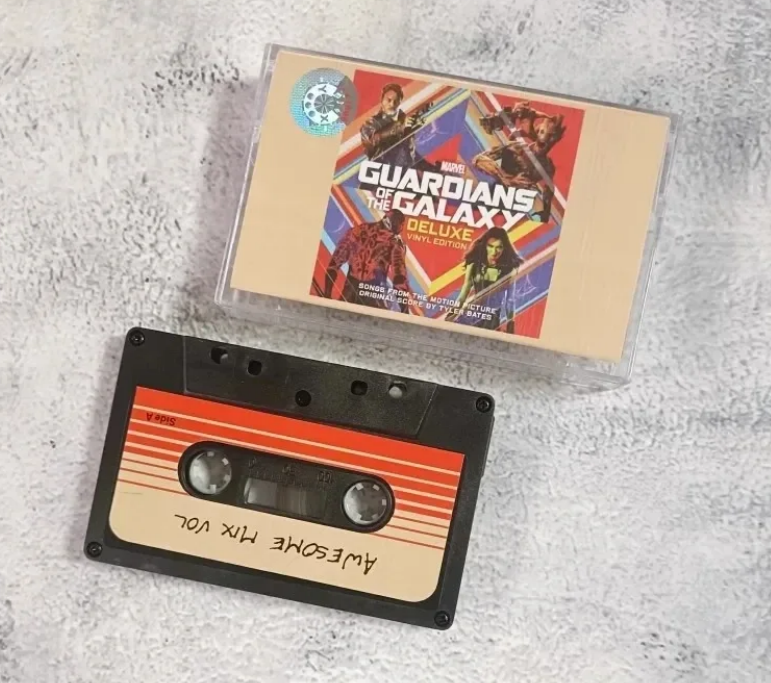 MARVEL
GUARDIANS
OF THE GALAXY
DELUXE
VINYL EDITION
SONGS FROM THE MOTION PICTURE
ORIGINAL SCORE BY TYLER BATES
Side A
AWESOME MIX VOL